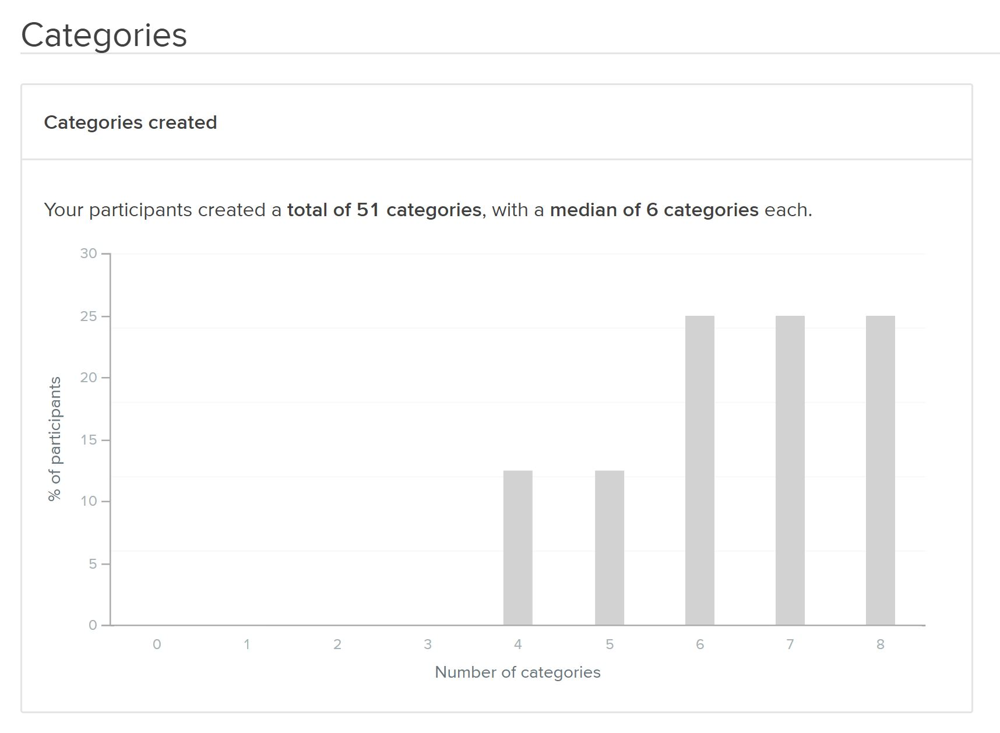 Categories
Categories created
Your participants created a total of 51 categories, with a median of 6 categories each.
30
25
20
15
10
5
0
% of participants
0 1 2 3 4 5 6 7 8
Number of categories